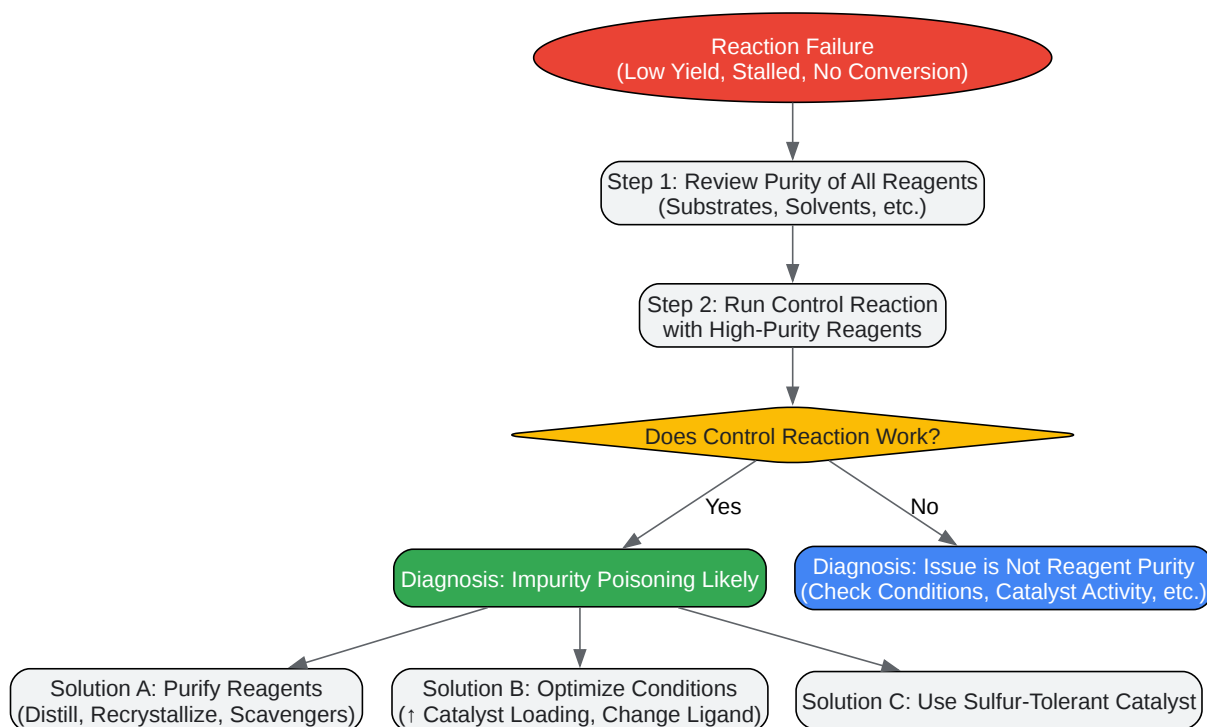 Reaction Failure
(Low Yield, Stalled, No Conversion)
Step 1: Review Purity of All Reagents
(Substrates, Solvents, etc.)
Step 2: Run Control Reaction
with High-Purity Reagents
Does Control Reaction Work?
Yes
No
Diagnosis: Impurity Poisoning Likely
Diagnosis: Issue is Not Reagent Purity
(Check Conditions, Catalyst Activity, etc.)
Solution A: Purify Reagents
(Distill, Recrystallize, Scavengers)
Solution B: Optimize Conditions
(↑ Catalyst Loading, Change Ligand)
Solution C: Use Sulfur-Tolerant Catalyst